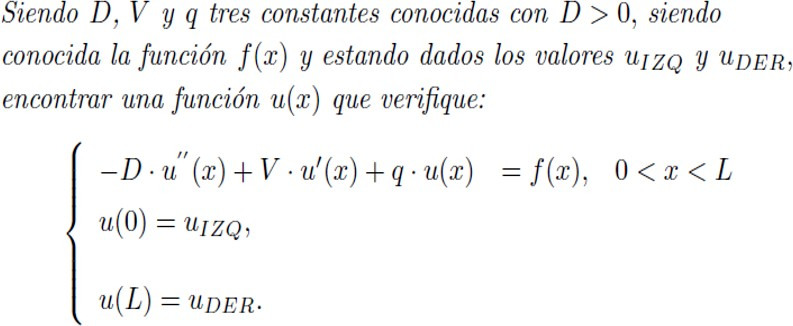 Siendo D, V y q tres constantes conocidas con D > 0, siendo
conocida la función f(x) y estando dados los valores u_{IZQ} y u_{DER},
encontrar una función u(x) que verifique:
−D · u''(x) + V · u'(x) + q · u(x) = f(x), 0 < x < L
u(0) = u_{IZQ},
u(L) = u_{DER}.